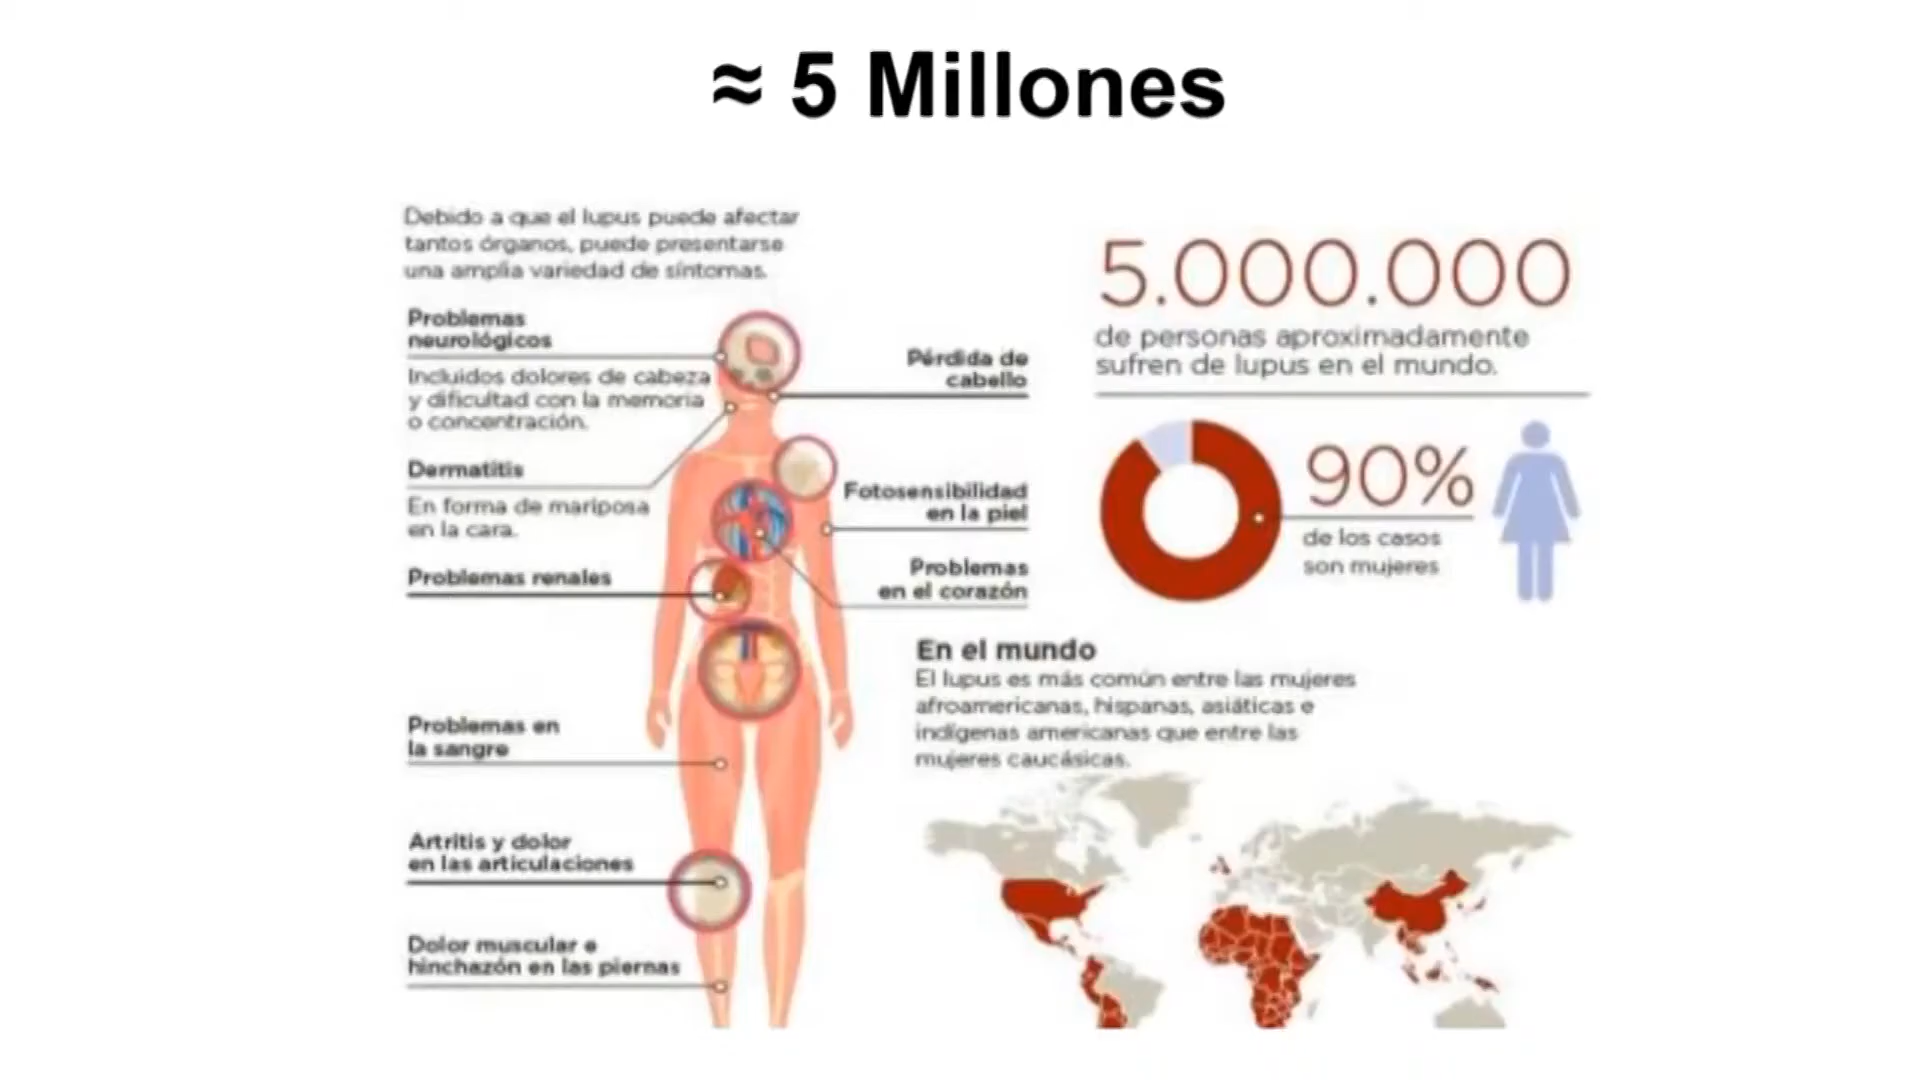 ≈ 5 Millones
Debido a que el lupus puede afectar
tantos órganos, puede presentarse
una amplia variedad de síntomas.
Problemas
neurológicos
Incluidos dolores de cabeza
y dificultad con la memoria
o concentración.
Dermatitis
En forma de mariposa
en la cara.
Problemas renales
Problemas en
la sangre
Artritis y dolor
en las articulaciones
Dolor muscular e
hinchazón en las piernas
Pérdida de
cabello
Fotosensibilidad
en la piel
Problemas
en el corazón
5.000.000
de personas aproximadamente
sufren de lupus en el mundo.
90%
de los casos
son mujeres
En el mundo
El lupus es más común entre las mujeres
afroamericanas, hispanas, asiáticas e
indígenas americanas que entre las
mujeres caucásicas.